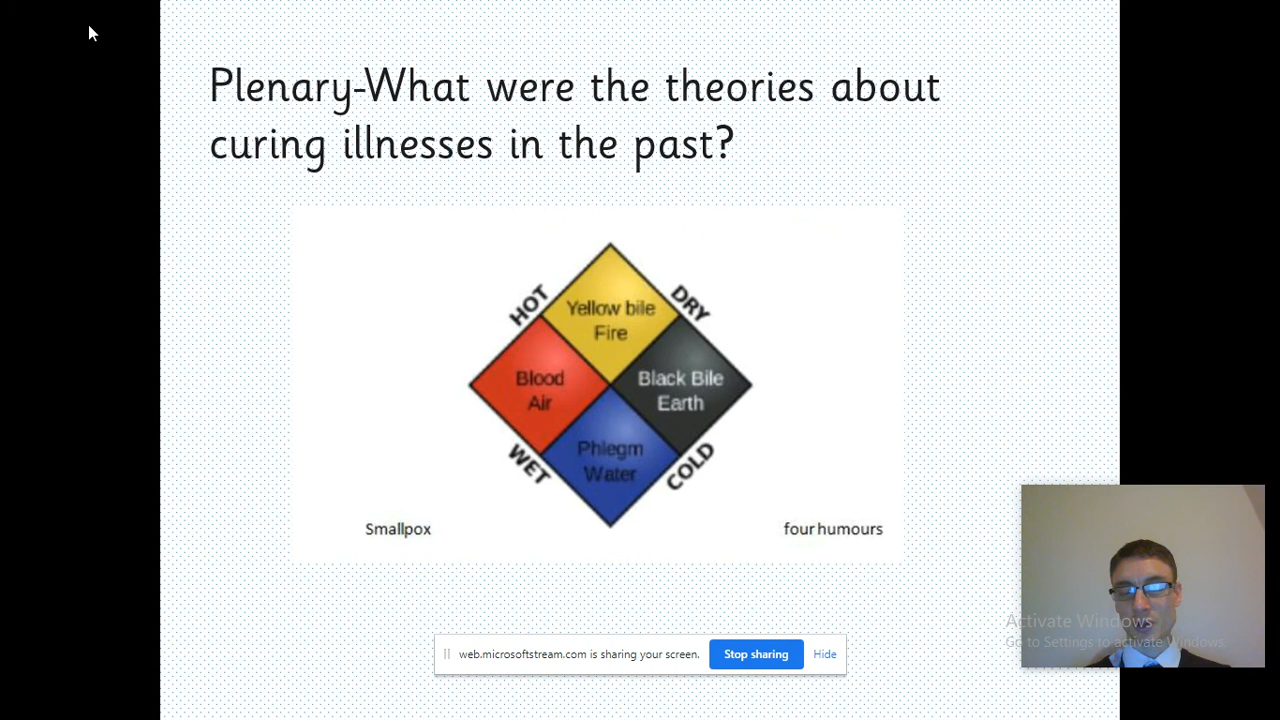 Plenary-What were the theories about
curing illnesses in the past?
HOT
DRY
Yellow bile
Fire
Blood
Air
Black Bile
Earth
Phlegm
Water
WET
COLD
Smallpox
four humours
Activate Windows
Go to Settings to activate Windows.
web.microsoftstream.com is sharing your screen.
Stop sharing
Hide